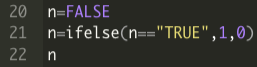 20 n=FALSE
21 n=ifelse(n=="TRUE",1,0)
22 n